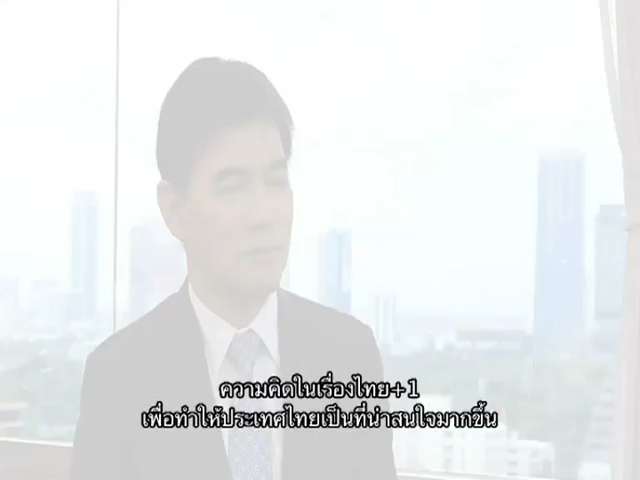 ความคิดในเรื่องไทย+1
เพื่อทำให้ประเทศไทยเป็นที่น่าสนใจมากขึ้น